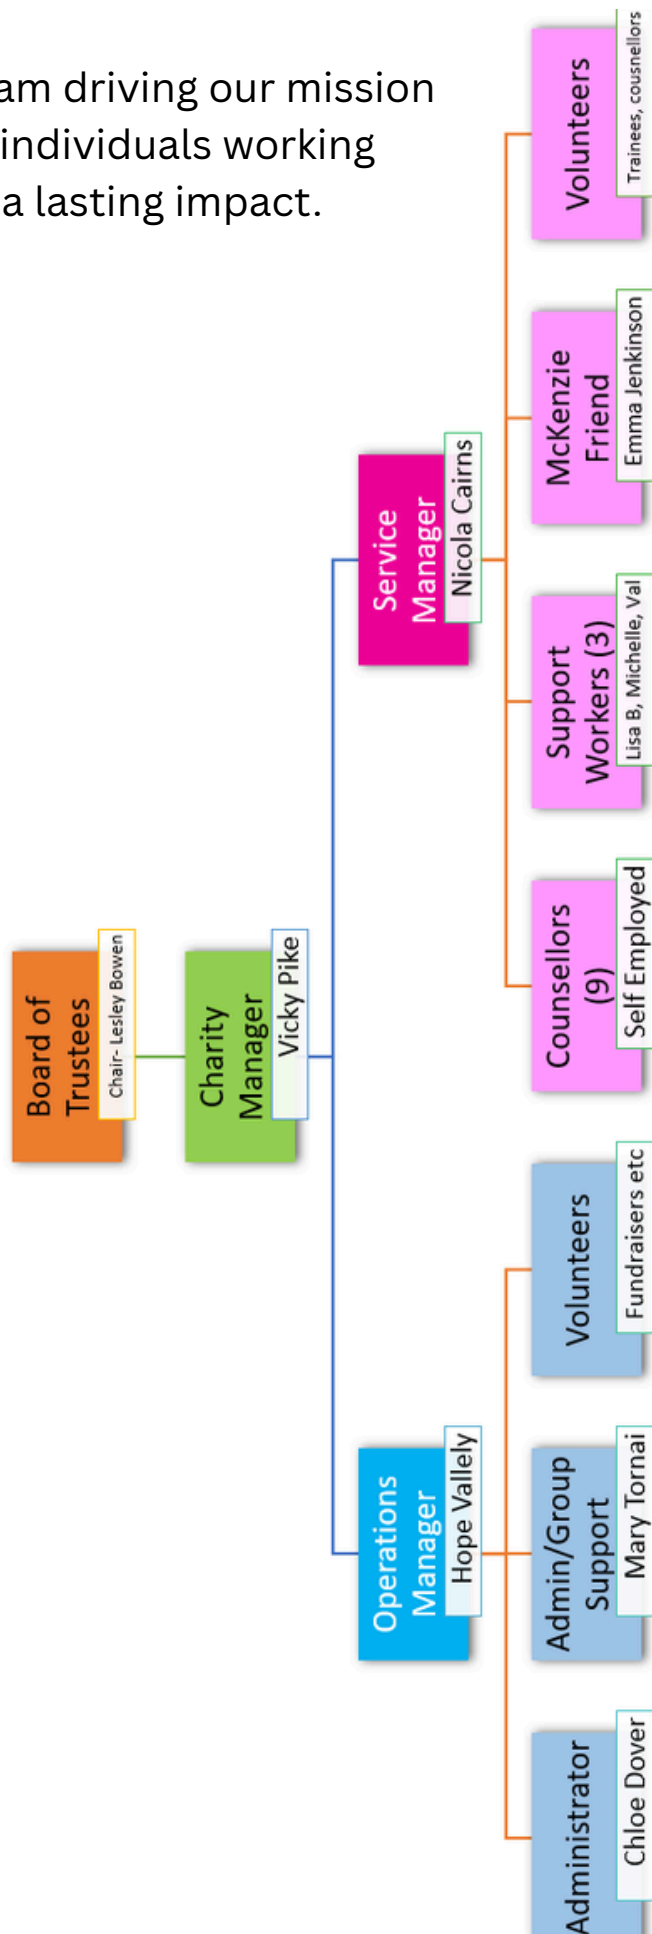 am driving our mission
individuals working
a lasting impact.
Board of
Trustees
Chair- Lesley Bowen
Charity
Manager
Vicky Pike
Operations
Manager
Hope Vallely
Service
Manager
Nicola Cairns
Administrator
Chloe Dover
Admin/Group
Support
Mary Tornai
Volunteers
Fundraisers etc
Counsellors
(9)
Self Employed
Support
Workers (3)
Lisa B, Michelle, Val
McKenzie
Friend
Emma Jenkinson
Volunteers
Trainees, cousnellors